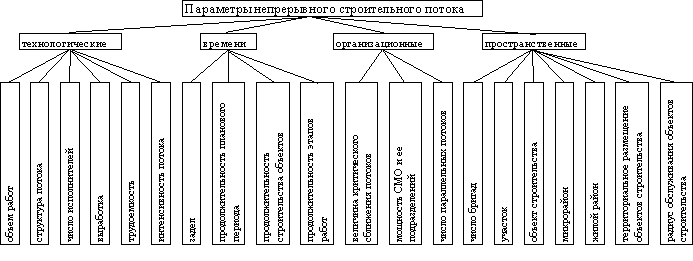 Параметры непрерывного строительного потока
технологические
времени
организационные
пространственные
объем работ
структура потока
число исполнителей
выработка
трудоемкость
интенсивность потока
задел
продолжительность планового
периода
продолжительность
строительства объектов
продолжительность этапов
работ
величина критического
сближения потоков
мощность СМО и ее
подразделений
число параллельных потоков
число бригад
участок
объект строительства
микрорайон
жилой район
территориальное размещение
объектов строительства
радиус обслуживания объектов
строительства